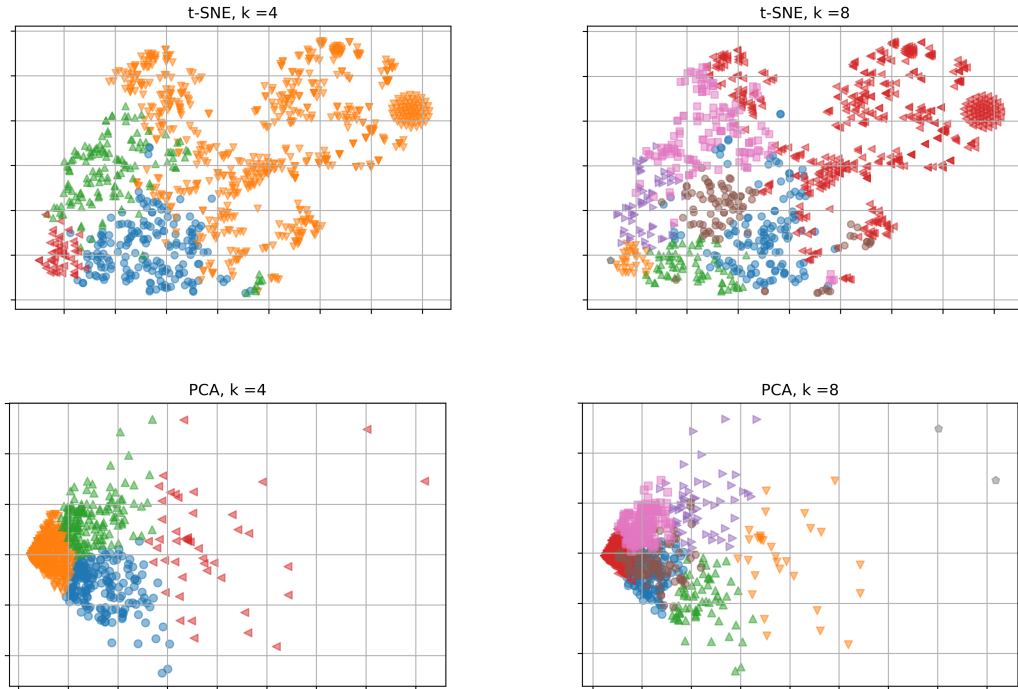 t-SNE, k =4
t-SNE, k =8
PCA, k =4
PCA, k =8